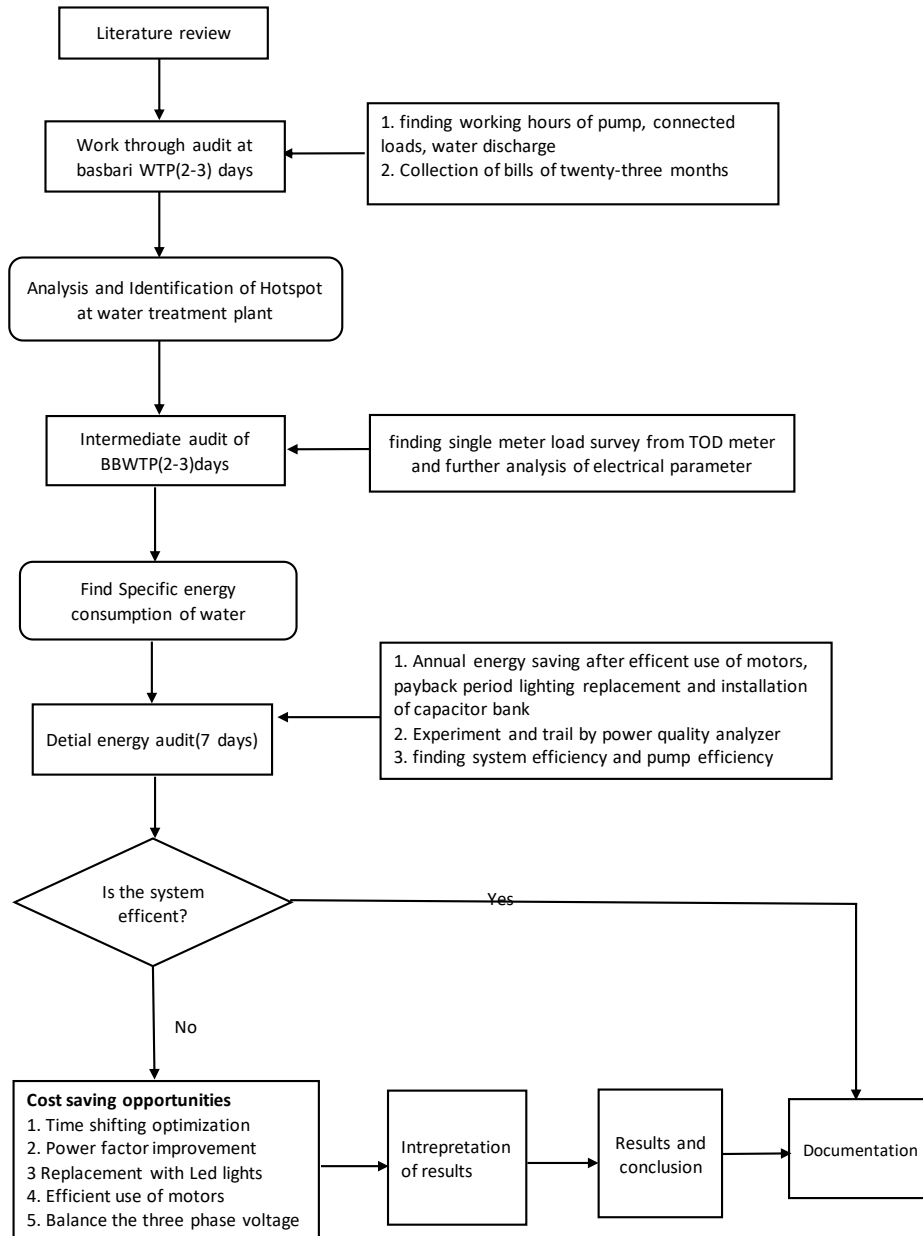 Literature review
Work through audit at
basbari WTP(2-3) days
1. finding working hours of pump, connected
loads, water discharge
2. Collection of bills of twenty-three months
Analysis and Identification of Hotspot
at water treatment plant
Intermediate audit of
BBWTP(2-3)days
finding single meter load survey from TOD meter
and further analysis of electrical parameter
Find Specific energy
consumption of water
1. Annual energy saving after efficent use of motors,
payback period lighting replacement and installation
of capacitor bank
2. Experiment and trail by power quality analyzer
3. finding system efficiency and pump efficiency
Detial energy audit(7 days)
Is the system
efficent?
Yes
No
Cost saving opportunities
1. Time shifting optimization
2. Power factor improvement
3 Replacement with Led lights
4. Efficient use of motors
5. Balance the three phase voltage
Intrepretation
of results
Results and
conclusion
Documentation